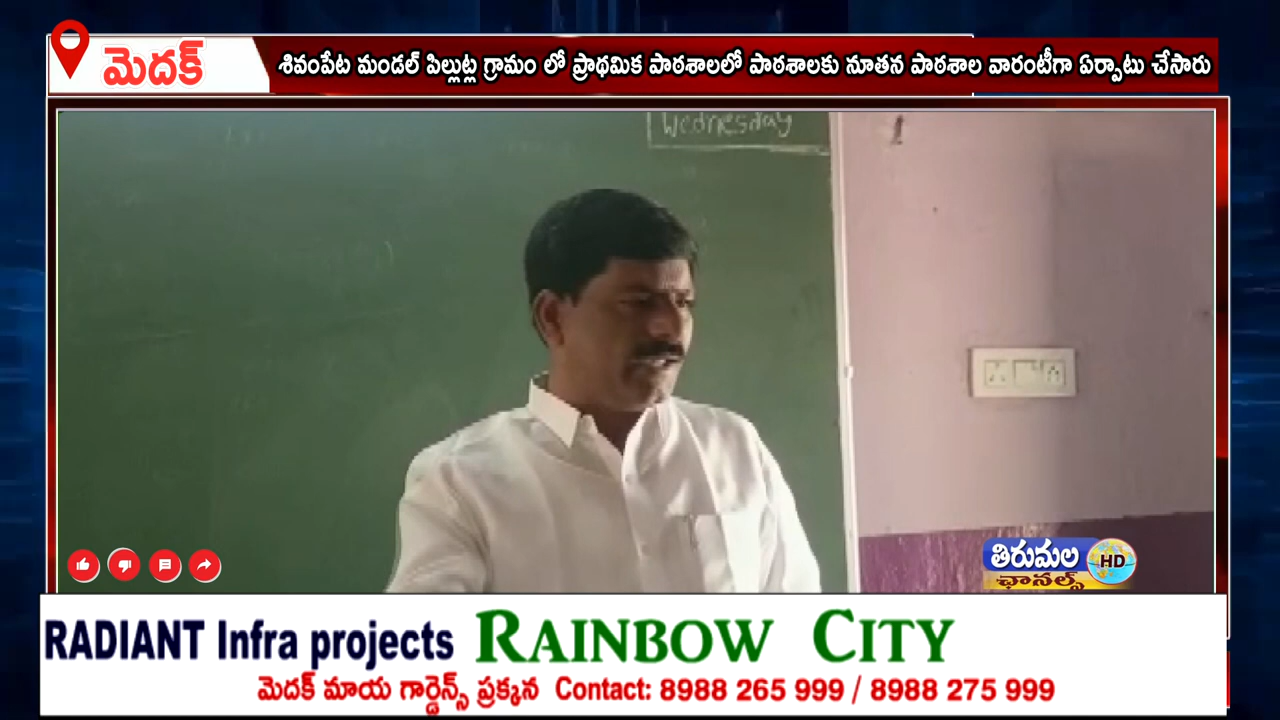 మెదక్
శివంపేట మండల్ పిల్లుట్ల గ్రామం లో ప్రాథమిక పాఠశాలలో పాఠశాలకు నూతన పాఠశాల వారంటీగా ఏర్పాటు చేసారు
Wednesday
తిరుమల
ఛానల్స్
HD
RADIANT Infra projects RAINBOW CITY
మెదక్ మాయ గార్డెన్స్ ప్రక్కన Contact: 8988 265 999 / 8988 275 999